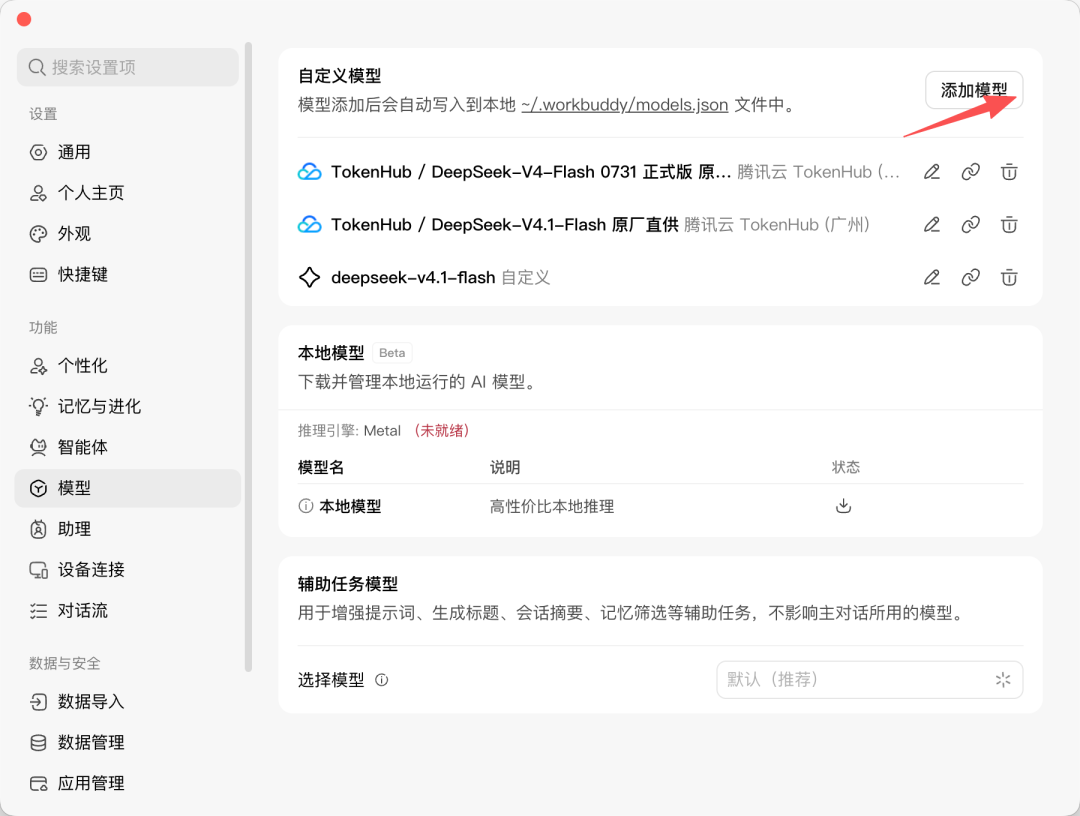 搜索设置项
设置
通用
个人主页
外观
快捷键
功能
个性化
记忆与进化
智能体
模型
助理
设备连接
对话流
数据与安全
数据导入
数据管理
应用管理
自定义模型
模型添加后会自动写入到本地 ~/.workbuddy/models.json 文件中。
添加模型
TokenHub / DeepSeek-V4-Flash 0731 正式版 原... 腾讯云 TokenHub (...
TokenHub / DeepSeek-V4.1-Flash 原厂直供 腾讯云 TokenHub (广州)
deepseek-v4.1-flash 自定义
本地模型 Beta
下载并管理本地运行的 AI 模型。
推理引擎: Metal （未就绪）
模型名 说明 状态
本地模型 高性价比本地推理
辅助任务模型
用于增强提示词、生成标题、会话摘要、记忆筛选等辅助任务，不影响主对话所用的模型。
选择模型 默认（推荐）